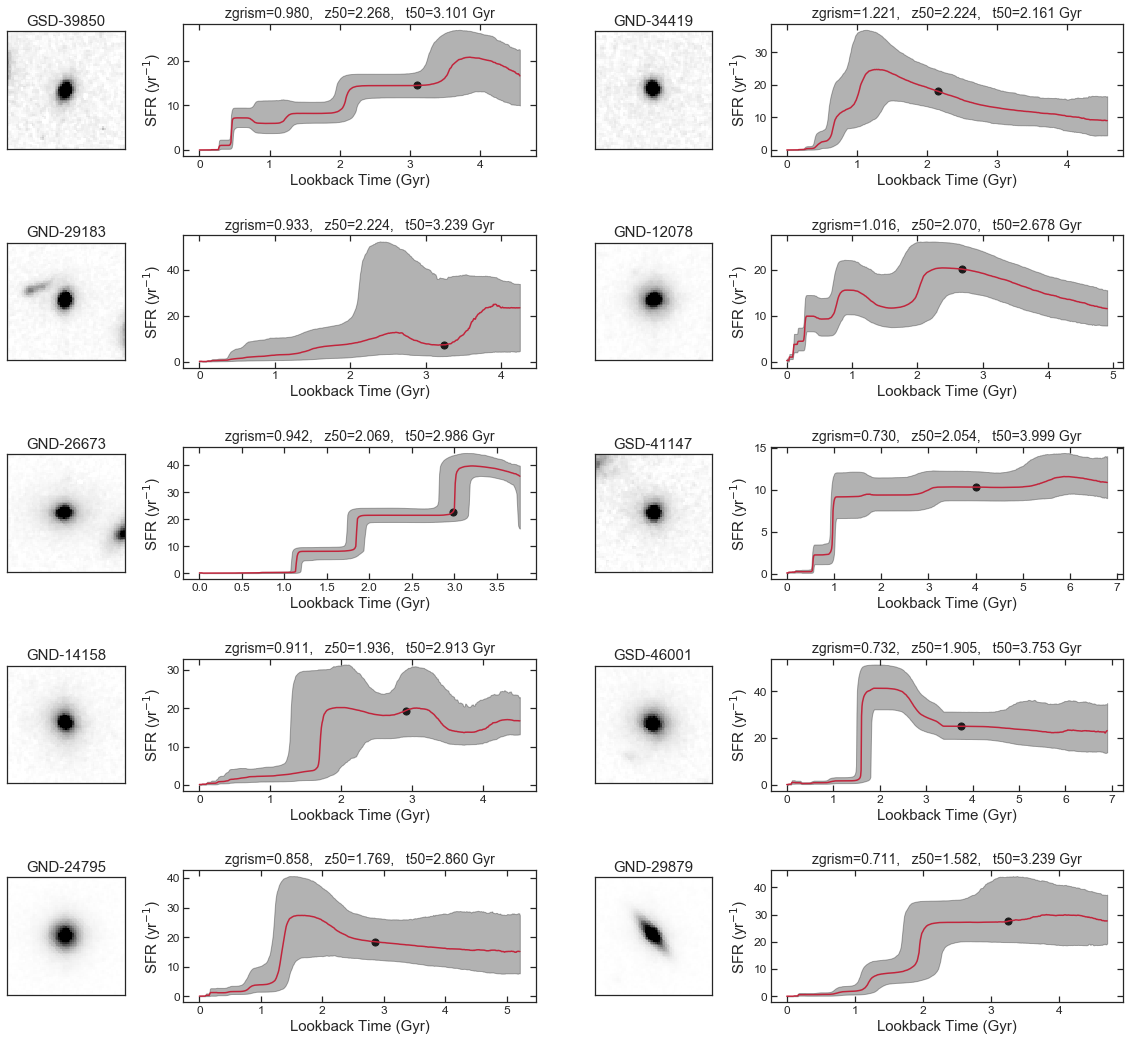 GSD-39850
zgrism=0.980, z50=2.268, t50=3.101 Gyr
SFR (yr⁻¹)
20
10
0
0 1 2 3 4
Lookback Time (Gyr)
GND-34419
zgrism=1.221, z50=2.224, t50=2.161 Gyr
SFR (yr⁻¹)
30
20
10
0
0 1 2 3 4
Lookback Time (Gyr)
GND-29183
zgrism=0.933, z50=2.224, t50=3.239 Gyr
SFR (yr⁻¹)
40
20
0
0 1 2 3 4
Lookback Time (Gyr)
GND-12078
zgrism=1.016, z50=2.070, t50=2.678 Gyr
SFR (yr⁻¹)
20
10
0
0 1 2 3 4 5
Lookback Time (Gyr)
GND-26673
zgrism=0.942, z50=2.069, t50=2.986 Gyr
SFR (yr⁻¹)
40
30
20
10
0
0.0 0.5 1.0 1.5 2.0 2.5 3.0 3.5
Lookback Time (Gyr)
GSD-41147
zgrism=0.730, z50=2.054, t50=3.999 Gyr
SFR (yr⁻¹)
15
10
5
0
0 1 2 3 4 5 6 7
Lookback Time (Gyr)
GND-14158
zgrism=0.911, z50=1.936, t50=2.913 Gyr
SFR (yr⁻¹)
30
20
10
0
0 1 2 3 4
Lookback Time (Gyr)
GSD-46001
zgrism=0.732, z50=1.905, t50=3.753 Gyr
SFR (yr⁻¹)
40
20
0
0 1 2 3 4 5 6 7
Lookback Time (Gyr)
GND-24795
zgrism=0.858, z50=1.769, t50=2.860 Gyr
SFR (yr⁻¹)
40
30
20
10
0
0 1 2 3 4 5
Lookback Time (Gyr)
GND-29879
zgrism=0.711, z50=1.582, t50=3.239 Gyr
SFR (yr⁻¹)
40
30
20
10
0
0 1 2 3 4
Lookback Time (Gyr)